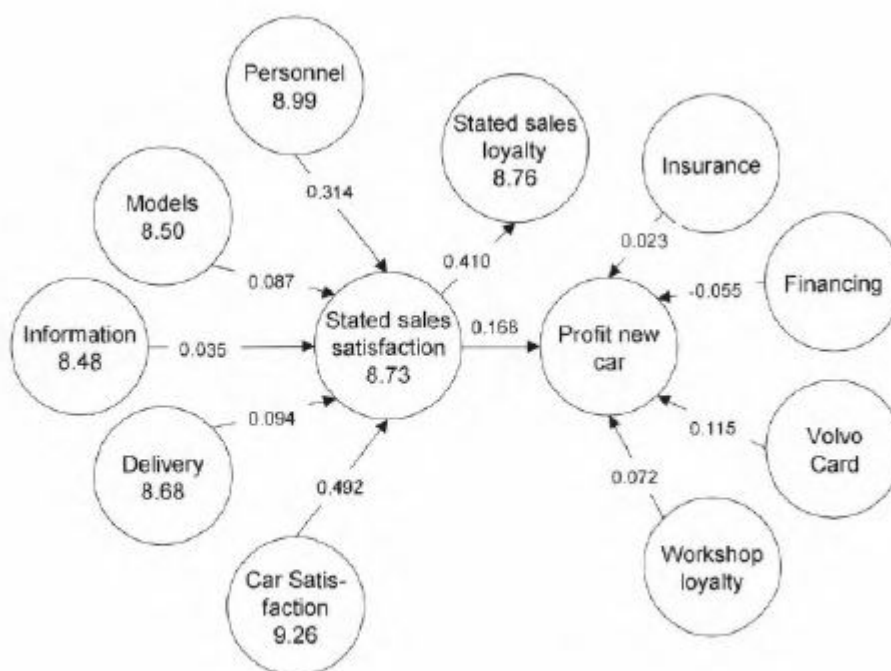 Personnel
8.99
Stated sales
loyalty
8.76
Insurance
Models
8.50
0.314
0.023
0.410
0.087
-0.055
Financing
Information
8.48
0.035
Stated sales
satisfaction
8.73
0.168
Profit new
car
0.094
0.115
Volvo
Card
Delivery
8.68
0.492
0.072
Workshop
loyalty
Car Satis-
faction
9.26